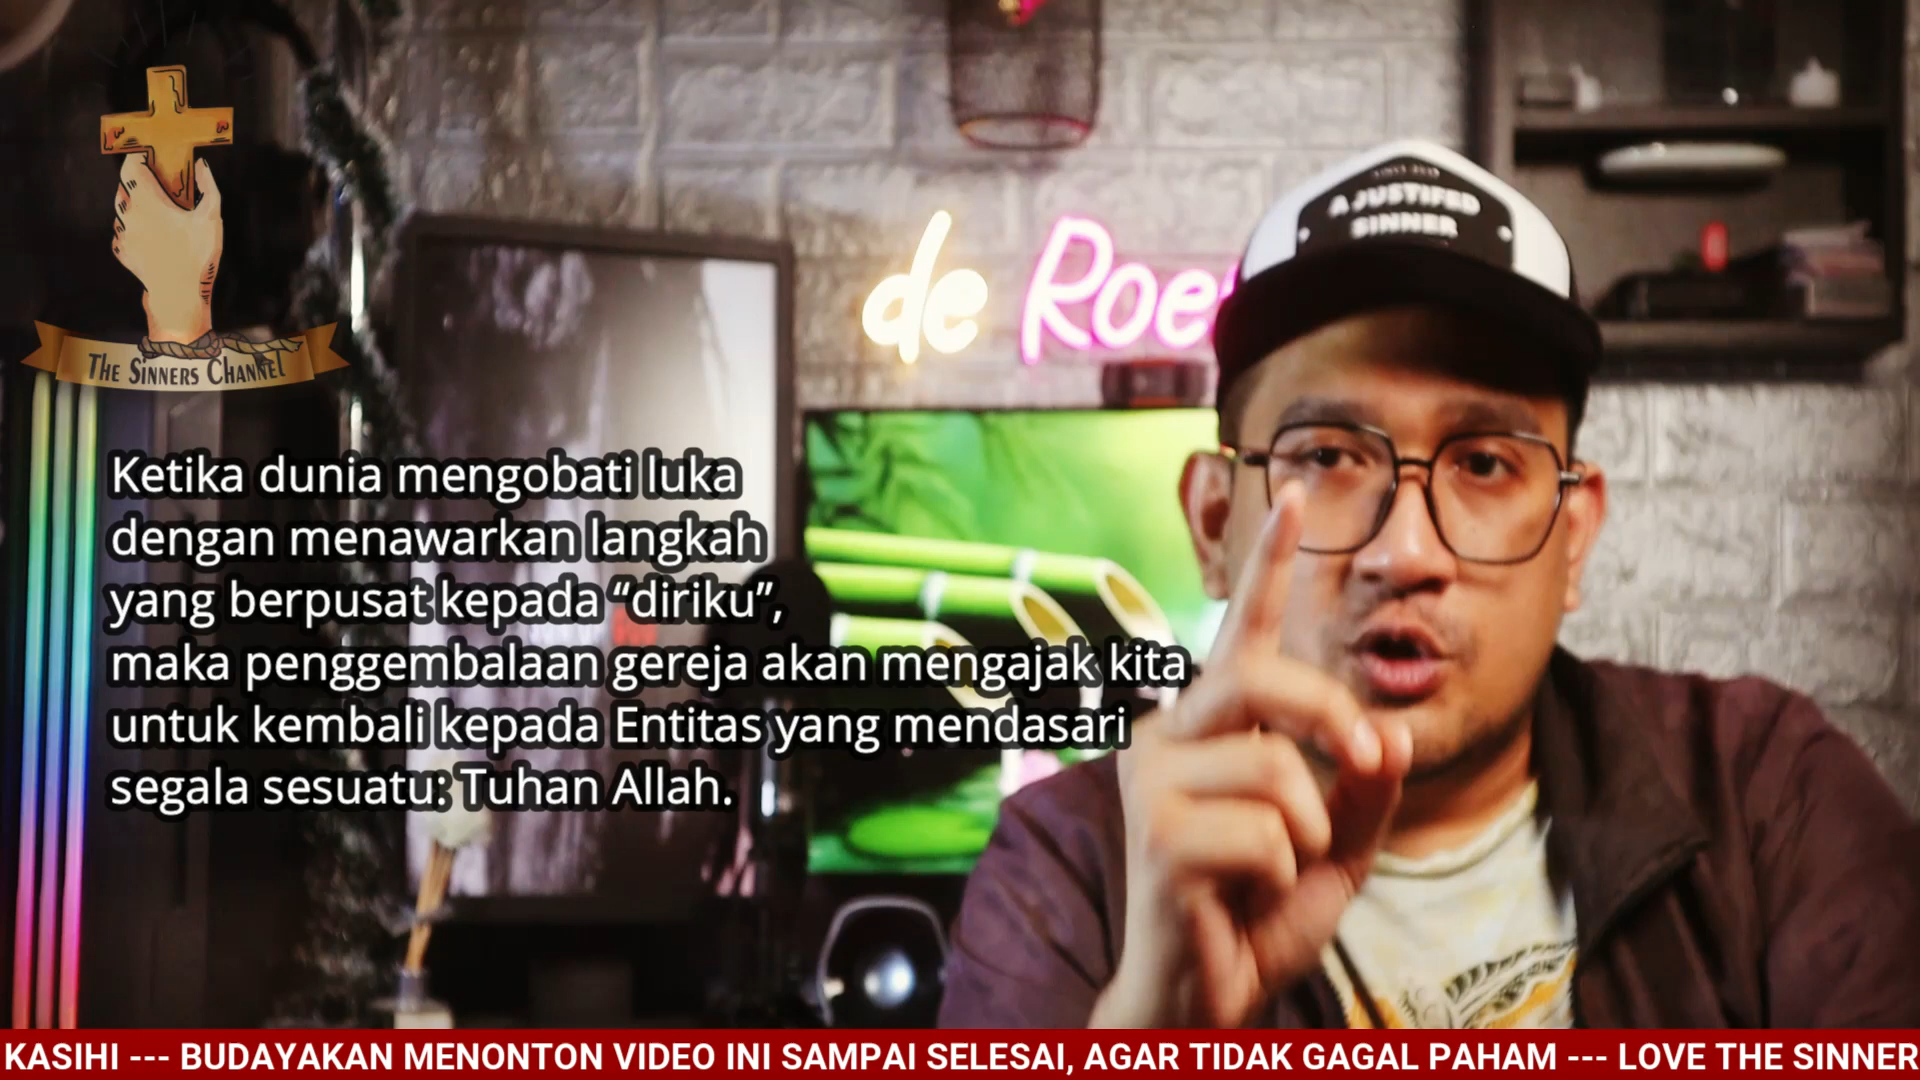 The Sinners Channel
de Roe
A JUSTIFED
SINNER
Ketika dunia mengobati luka
dengan menawarkan langkah
yang berpusat kepada “diriku”,
maka penggembalaan gereja akan mengajak kita
untuk kembali kepada Entitas yang mendasari
segala sesuatu: Tuhan Allah.
KASIHI --- BUDAYAKAN MENONTON VIDEO INI SAMPAI SELESAI, AGAR TIDAK GAGAL PAHAM --- LOVE THE SINNER